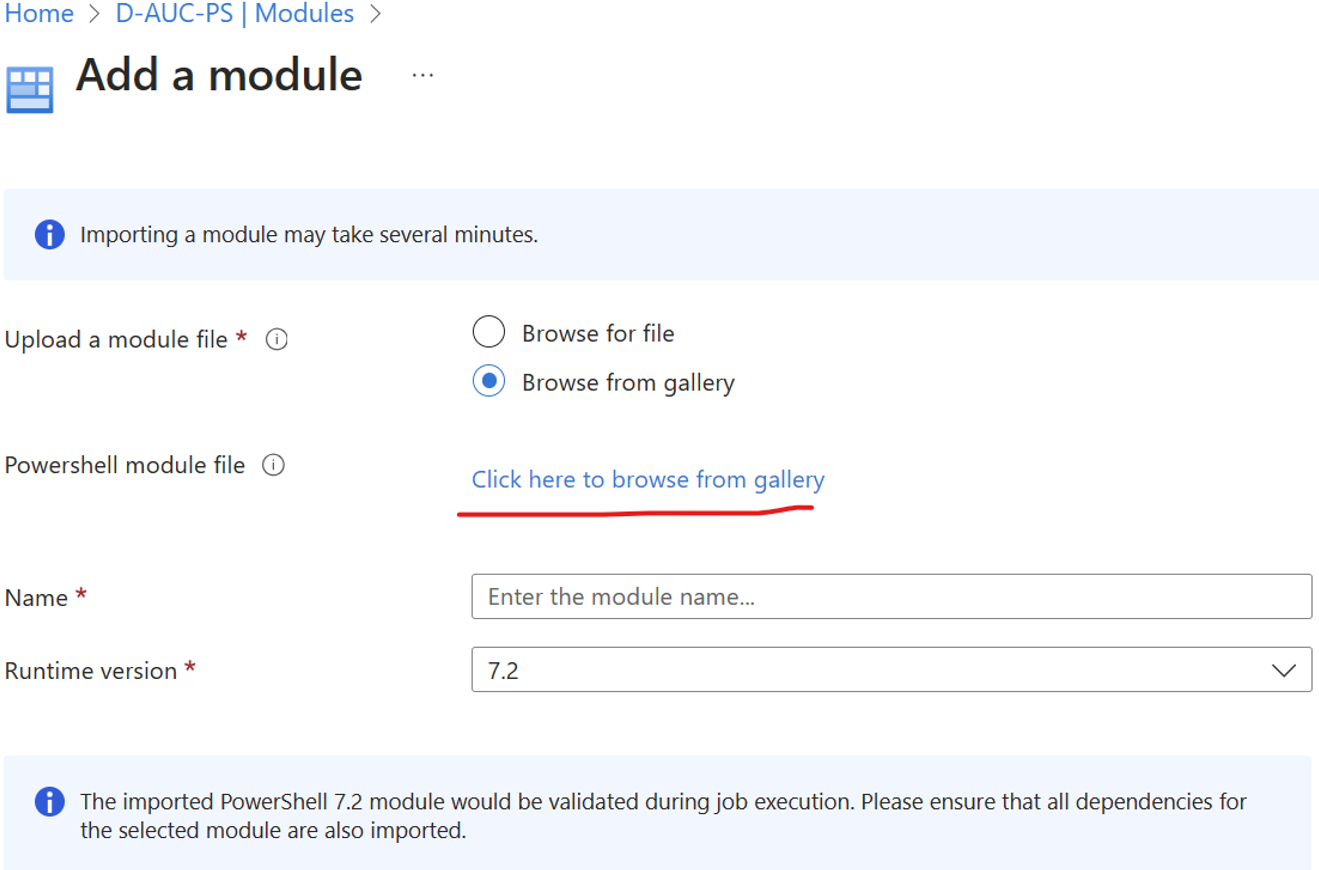 Home > D-AUC-PS | Modules >
Add a module ...
Importing a module may take several minutes.
Upload a module file *
Browse for file
Browse from gallery
Powershell module file
Click here to browse from gallery
Name *
Enter the module name...
Runtime version *
7.2
The imported PowerShell 7.2 module would be validated during job execution. Please ensure that all dependencies for
the selected module are also imported.